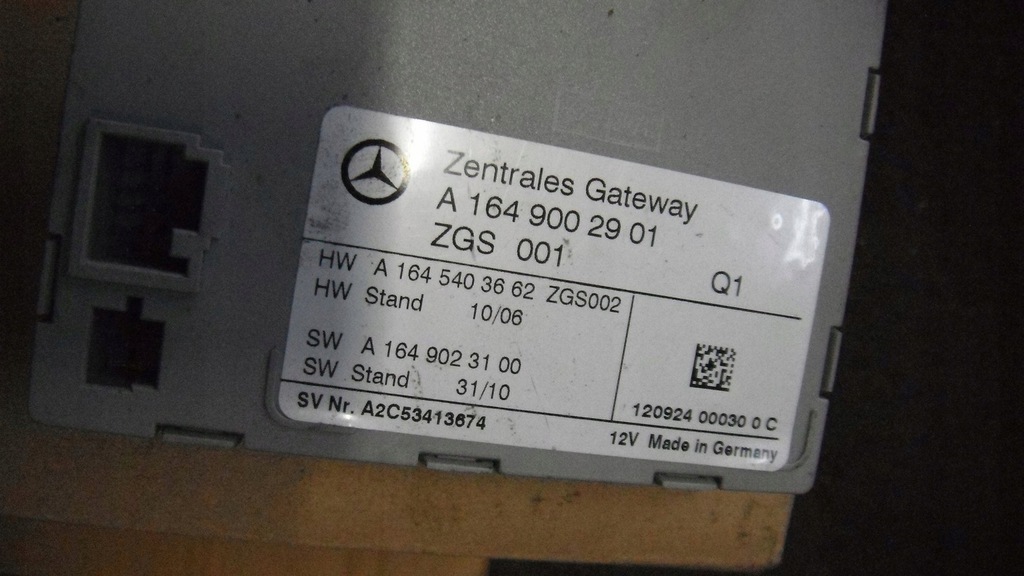 Zentrales Gateway
A 164 900 29 01
ZGS 001
Q1
HW A 164 540 36 62 ZGS002
HW Stand 10/06
SW A 164 902 31 00
SW Stand 31/10
120924 00030 0 C
SV Nr. A2C53413674
12V Made in Germany